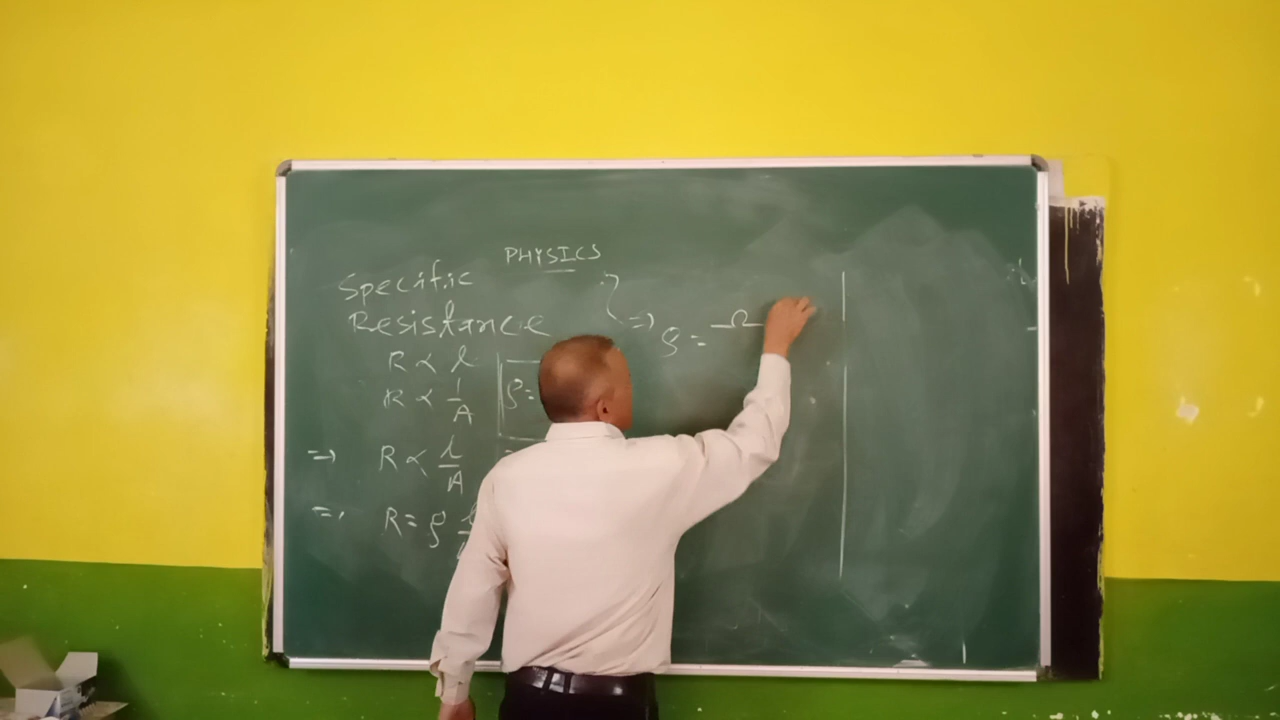 PHYSICS
Specific
Resistance
R ∝ l
R ∝ 1/A
ρ =
⇒ R ∝ l/A
⇒ R = ρ l
} ⇒ ρ = Ω